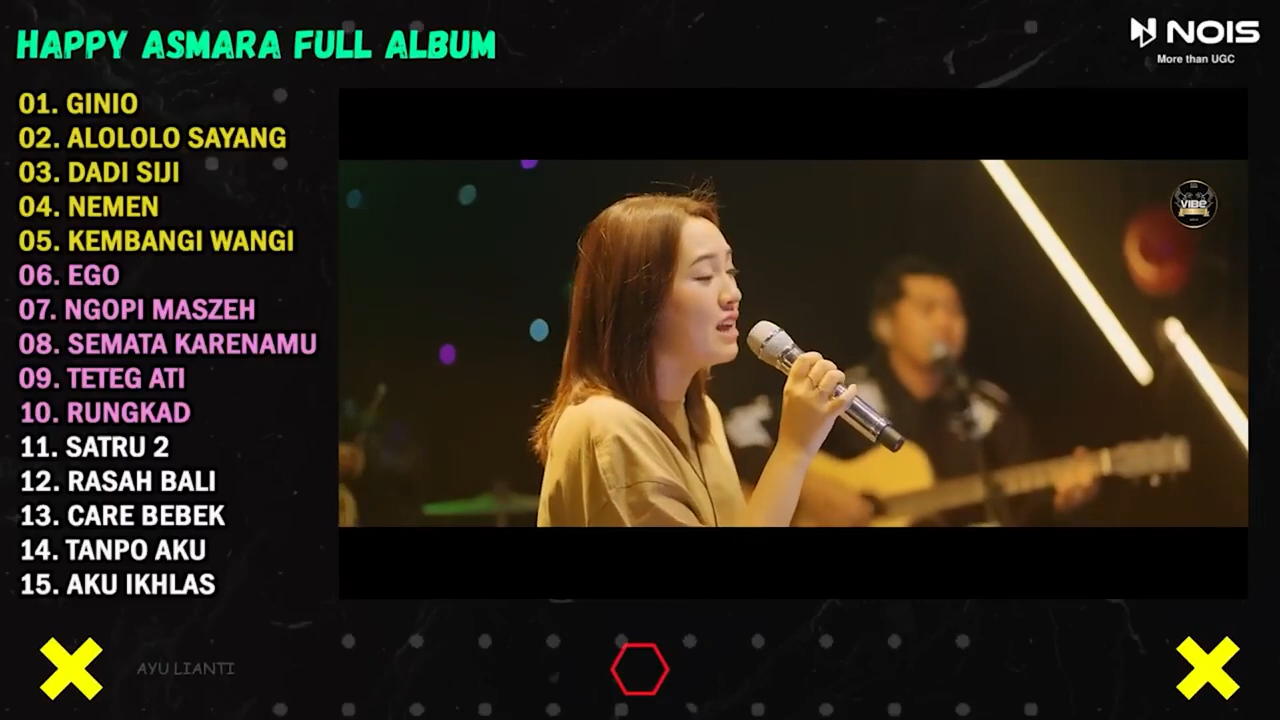 HAPPY ASMARA FULL ALBUM
NOIS
More than UGC
01. GINIO
02. ALOLOLO SAYANG
03. DADI SIJI
04. NEMEN
05. KEMBANGI WANGI
06. EGO
07. NGOPI MASZEH
08. SEMATA KARENAMU
09. TETEG ATI
10. RUNGKAD
11. SATRU 2
12. RASAH BALI
13. CARE BEBEK
14. TANPO AKU
15. AKU IKHLAS
VIBE
AYU LIANTI